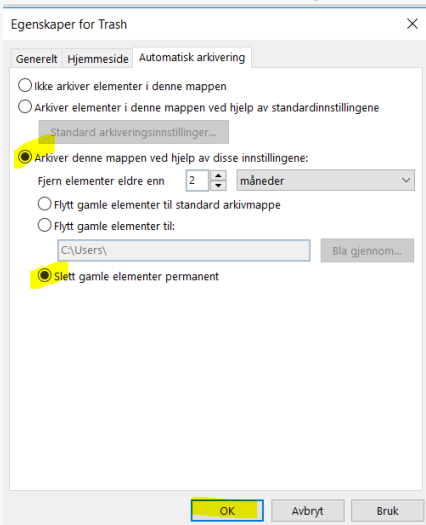 Egenskaper for Trash
Generelt Hjemmeside Automatisk arkivering
Ikke arkiver elementer i denne mappen
Arkiver elementer i denne mappen ved hjelp av standardinnstillingene
Standard arkiveringsinnstillinger...
Arkiver denne mappen ved hjelp av disse innstillingene:
Fjern elementer eldre enn 2 måneder
Flytt gamle elementer til standard arkivmappe
Flytt gamle elementer til:
C:\Users\ Bla gjennom...
Slett gamle elementer permanent
OK Avbryt Bruk